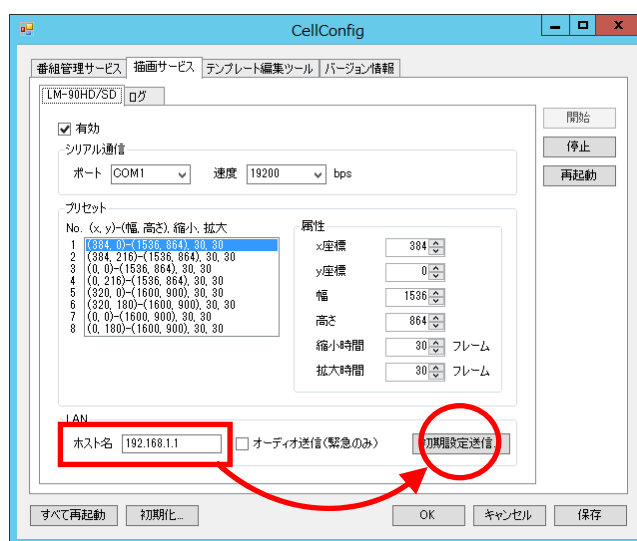 CellConfig
番組管理サービス 描画サービス テンプレート編集ツール バージョン情報
LM-90HD/SD ログ
有効
開始
停止
再起動
シリアル通信
ポート COM1 速度 19200 bps
プリセット
No. (x, y)-(幅, 高さ), 縮小, 拡大
1 (384, 0)-(1536, 864), 30, 30
2 (384, 216)-(1536, 864), 30, 30
3 (0, 0)-(1536, 864), 30, 30
4 (0, 216)-(1536, 864), 30, 30
5 (320, 0)-(1600, 900), 30, 30
6 (320, 180)-(1600, 900), 30, 30
7 (0, 0)-(1600, 900), 30, 30
8 (0, 180)-(1600, 900), 30, 30
属性
x座標 384
y座標 0
幅 1536
高さ 864
縮小時間 30 フレーム
拡大時間 30 フレーム
LAN
ホスト名 192.168.1.1 オーディオ送信(緊急のみ) 初期設定送信...
すべて再起動 初期化... OK キャンセル 保存